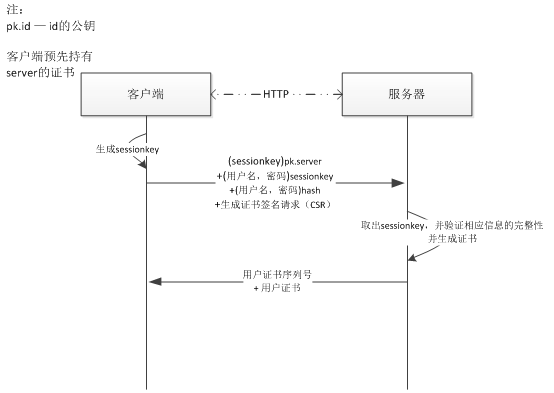 注：
pk.id — id的公钥
客户端预先持有
server的证书
客户端
HTTP
服务器
生成sessionkey
(sessionkey)pk.server
+(用户名，密码)sessionkey
+(用户名，密码)hash
+生成证书签名请求（CSR）
取出sessionkey，并验证相应信息的完整性
并生成证书
用户证书序列号
+ 用户证书